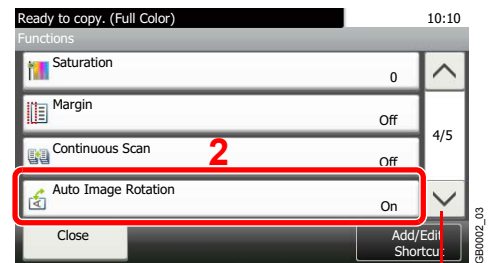 Ready to copy. (Full Color) 10:10
Functions
Saturation 0
Margin Off
4/5
Continuous Scan Off
2
Auto Image Rotation On
Close
Add/Edit
Shortcut
GB0002_03